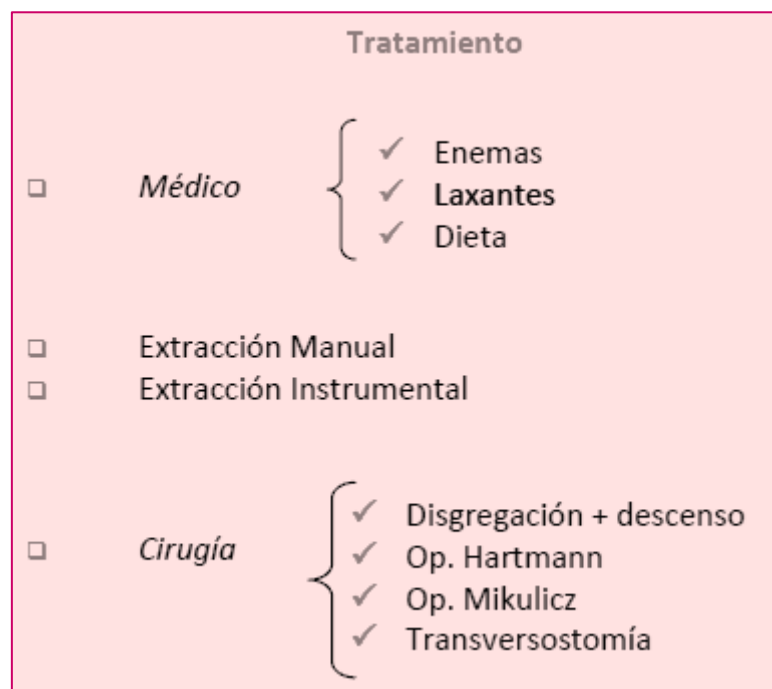 Tratamiento
Enemas
Médico
Laxantes
Dieta
Extracción Manual
Extracción Instrumental
Disgregación + descenso
Cirugía
Op. Hartmann
Op. Mikulicz
Transversostomía